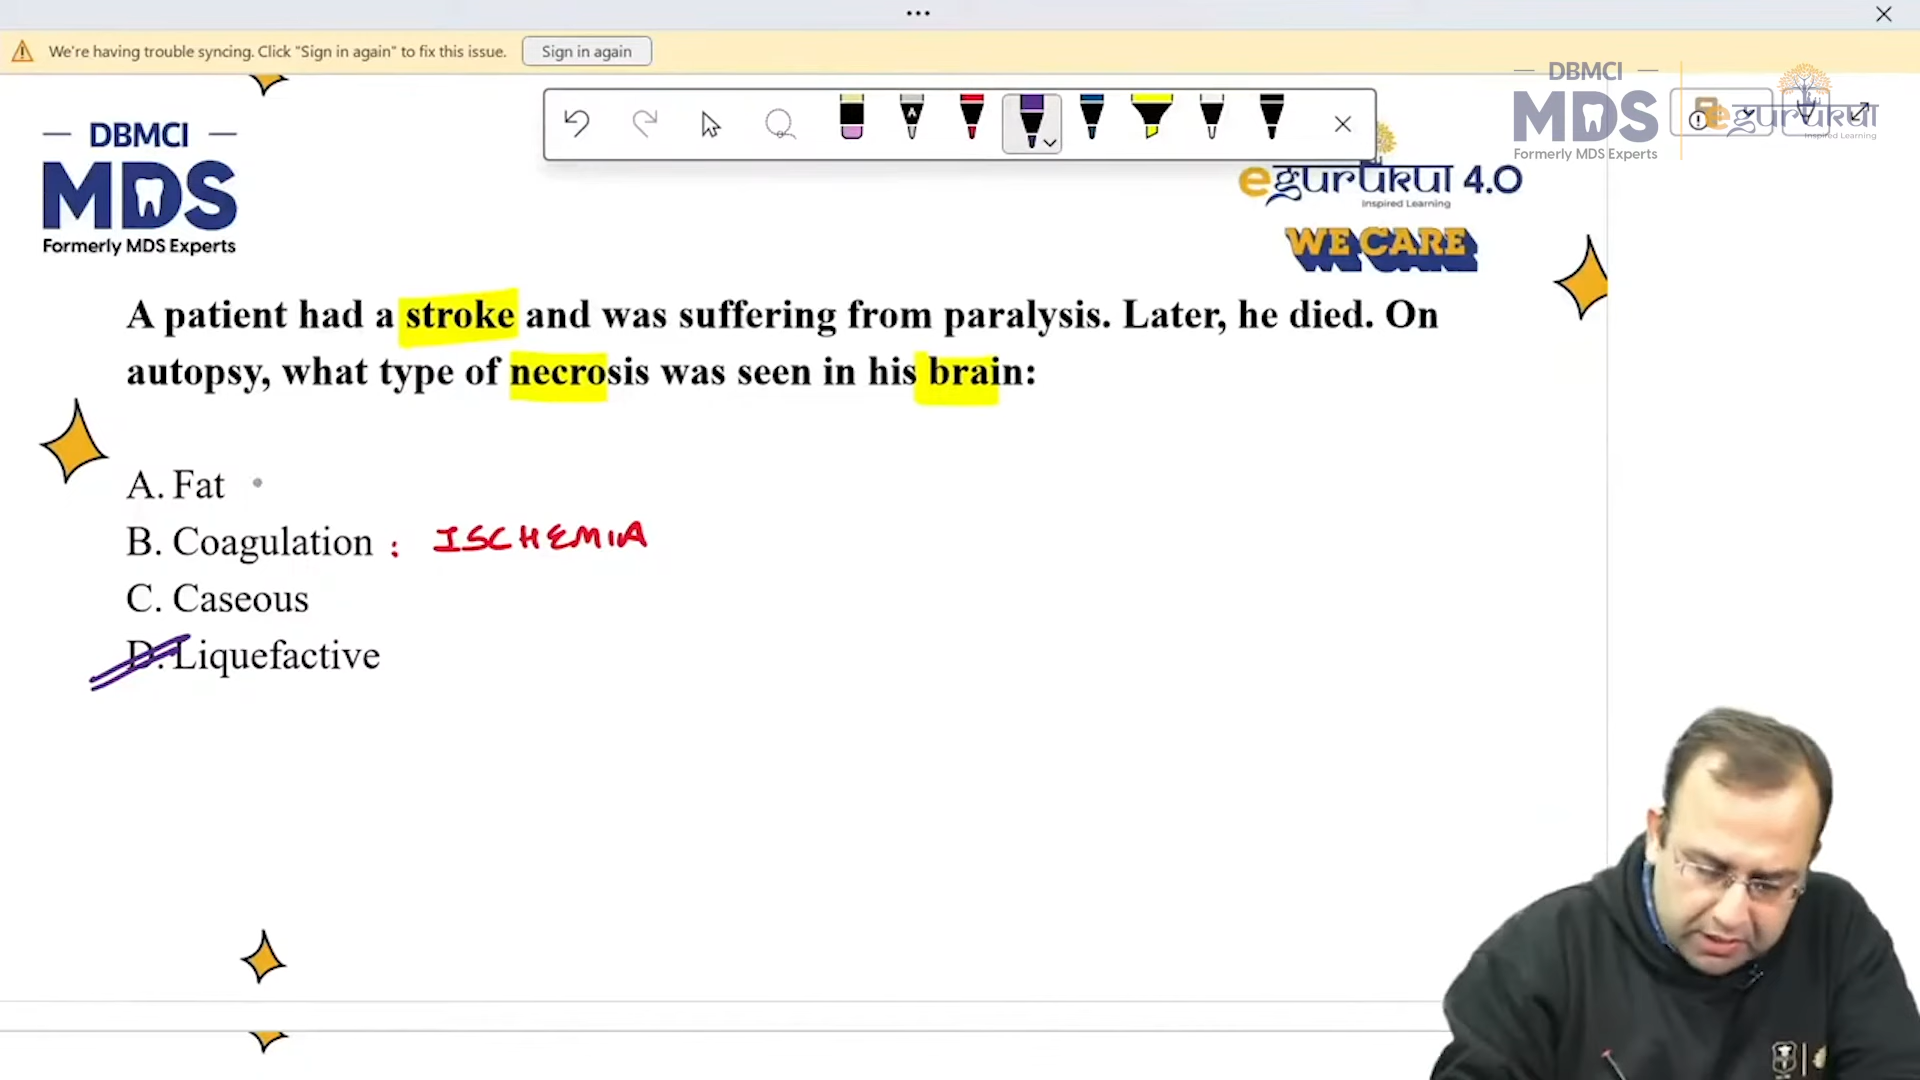 We're having trouble syncing. Click "Sign in again" to fix this issue. Sign in again
DBMCI
MDS
Formerly MDS Experts
DBMCI
MDS
Formerly MDS Experts
egurukul
Inspired Learning
egurukul 4.0
Inspired Learning
WE CARE
A patient had a stroke and was suffering from paralysis. Later, he died. On
autopsy, what type of necrosis was seen in his brain:
A. Fat
B. Coagulation : ISCHEMIA
C. Caseous
D. Liquefactive